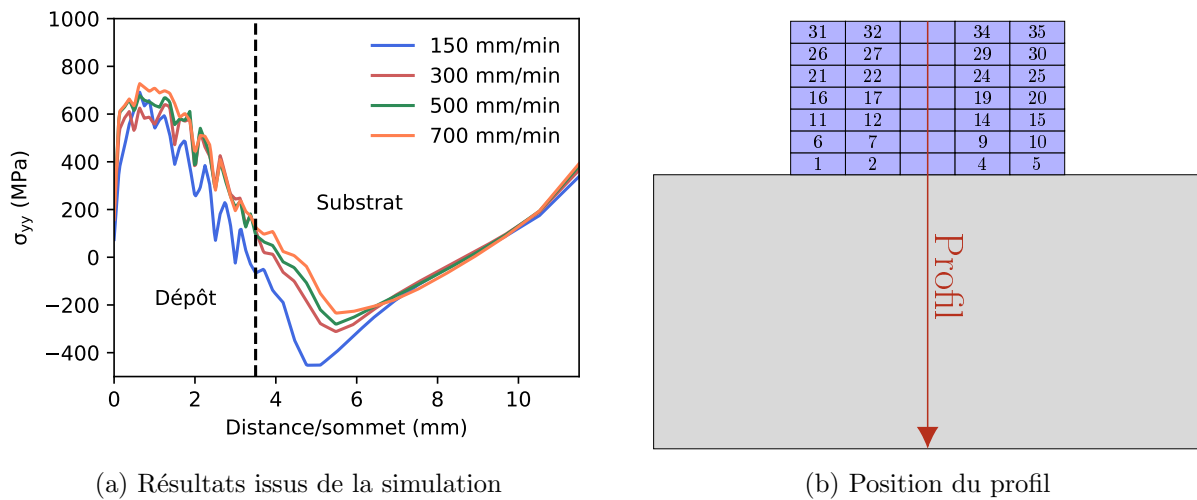 1000
800
600
400
200
0
−200
−400
σyy (MPa)
150 mm/min
300 mm/min
500 mm/min
700 mm/min
Substrat
Dépôt
0 2 4 6 8 10
Distance/sommet (mm)
(a) Résultats issus de la simulation
31 32 34 35
26 27 29 30
21 22 24 25
16 17 19 20
11 12 14 15
6 7 9 10
1 2 4 5
Profil
(b) Position du profil